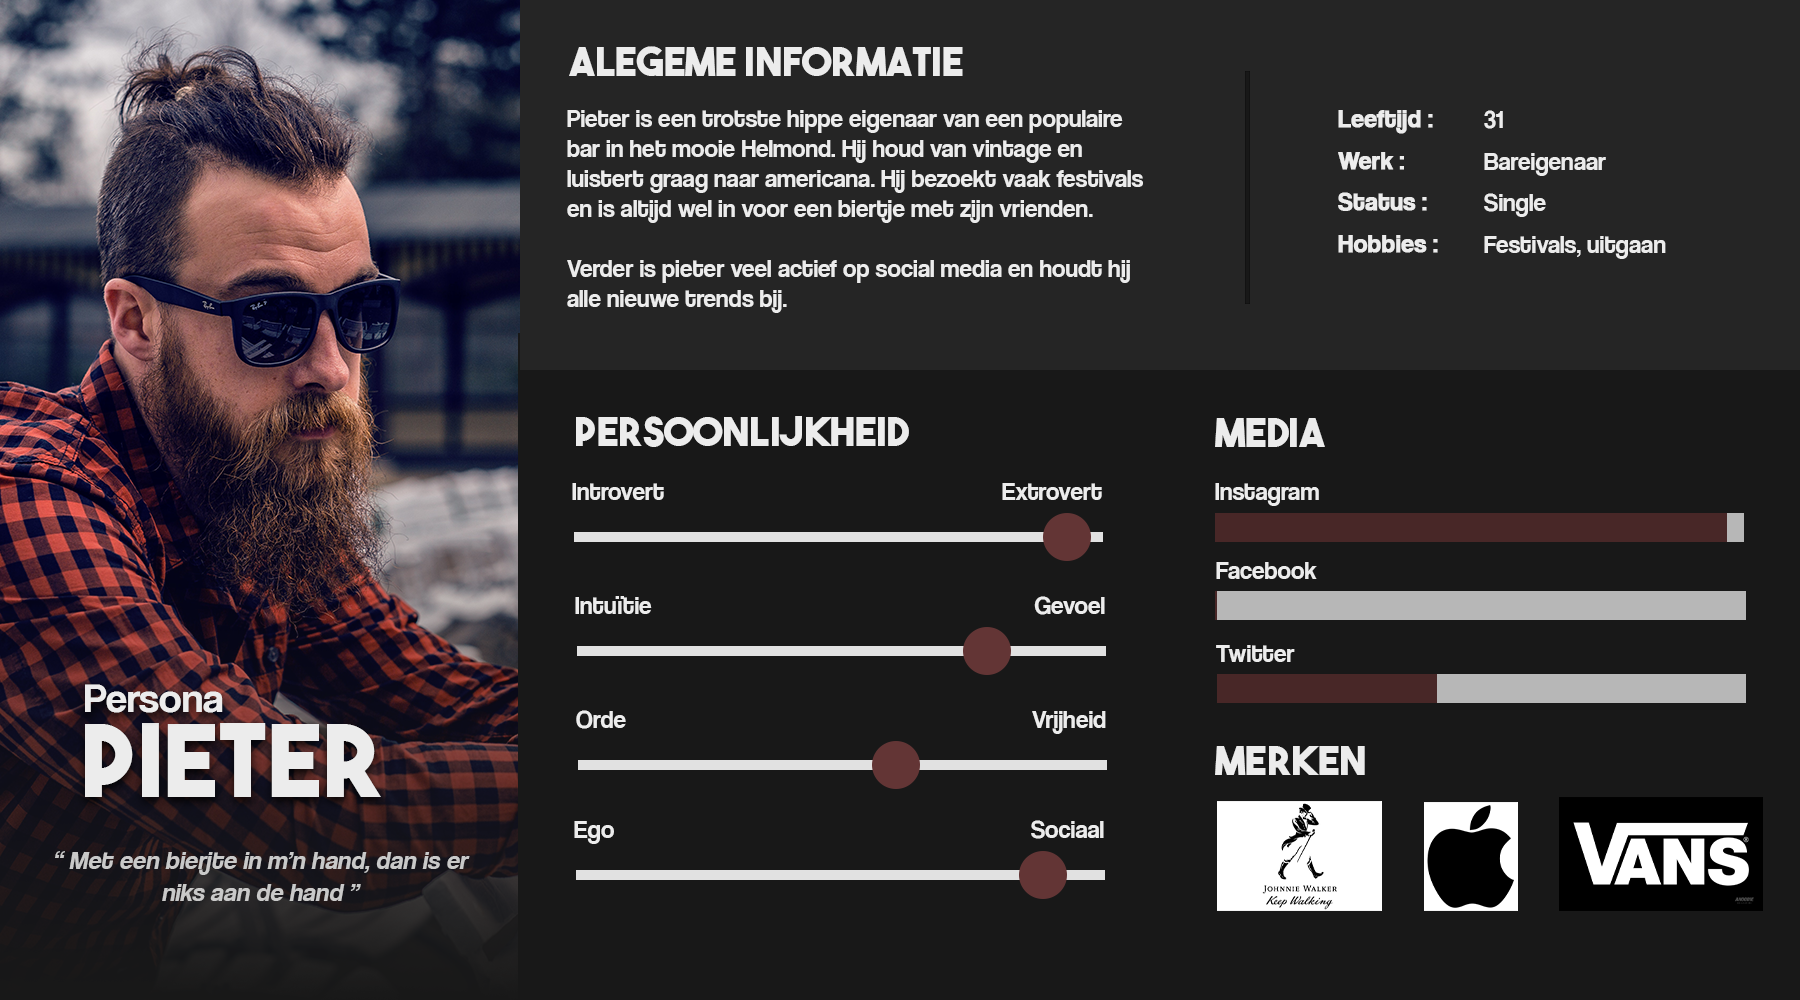 ALEGEME INFORMATIE
Pieter is een trotste hippe eigenaar van een populaire
bar in het mooie Helmond. Hij houd van vintage en
luistert graag naar americana. Hij bezoekt vaak festivals
en is altijd wel in voor een biertje met zijn vrienden.
Verder is pieter veel actief op social media en houdt hij
alle nieuwe trends bij.
Leeftijd : 31
Werk : Bareigenaar
Status : Single
Hobbies : Festivals, uitgaan
Ray-Ban
Persona
PIETER
“ Met een bierjte in m’n hand, dan is er
niks aan de hand ”
PERSOONLIJKHEID
Introvert Extrovert
Intuïtie Gevoel
Orde Vrijheid
Ego Sociaal
MEDIA
Instagram
Facebook
Twitter
MERKEN
JOHNNIE WALKER
Keep Walking
VANS